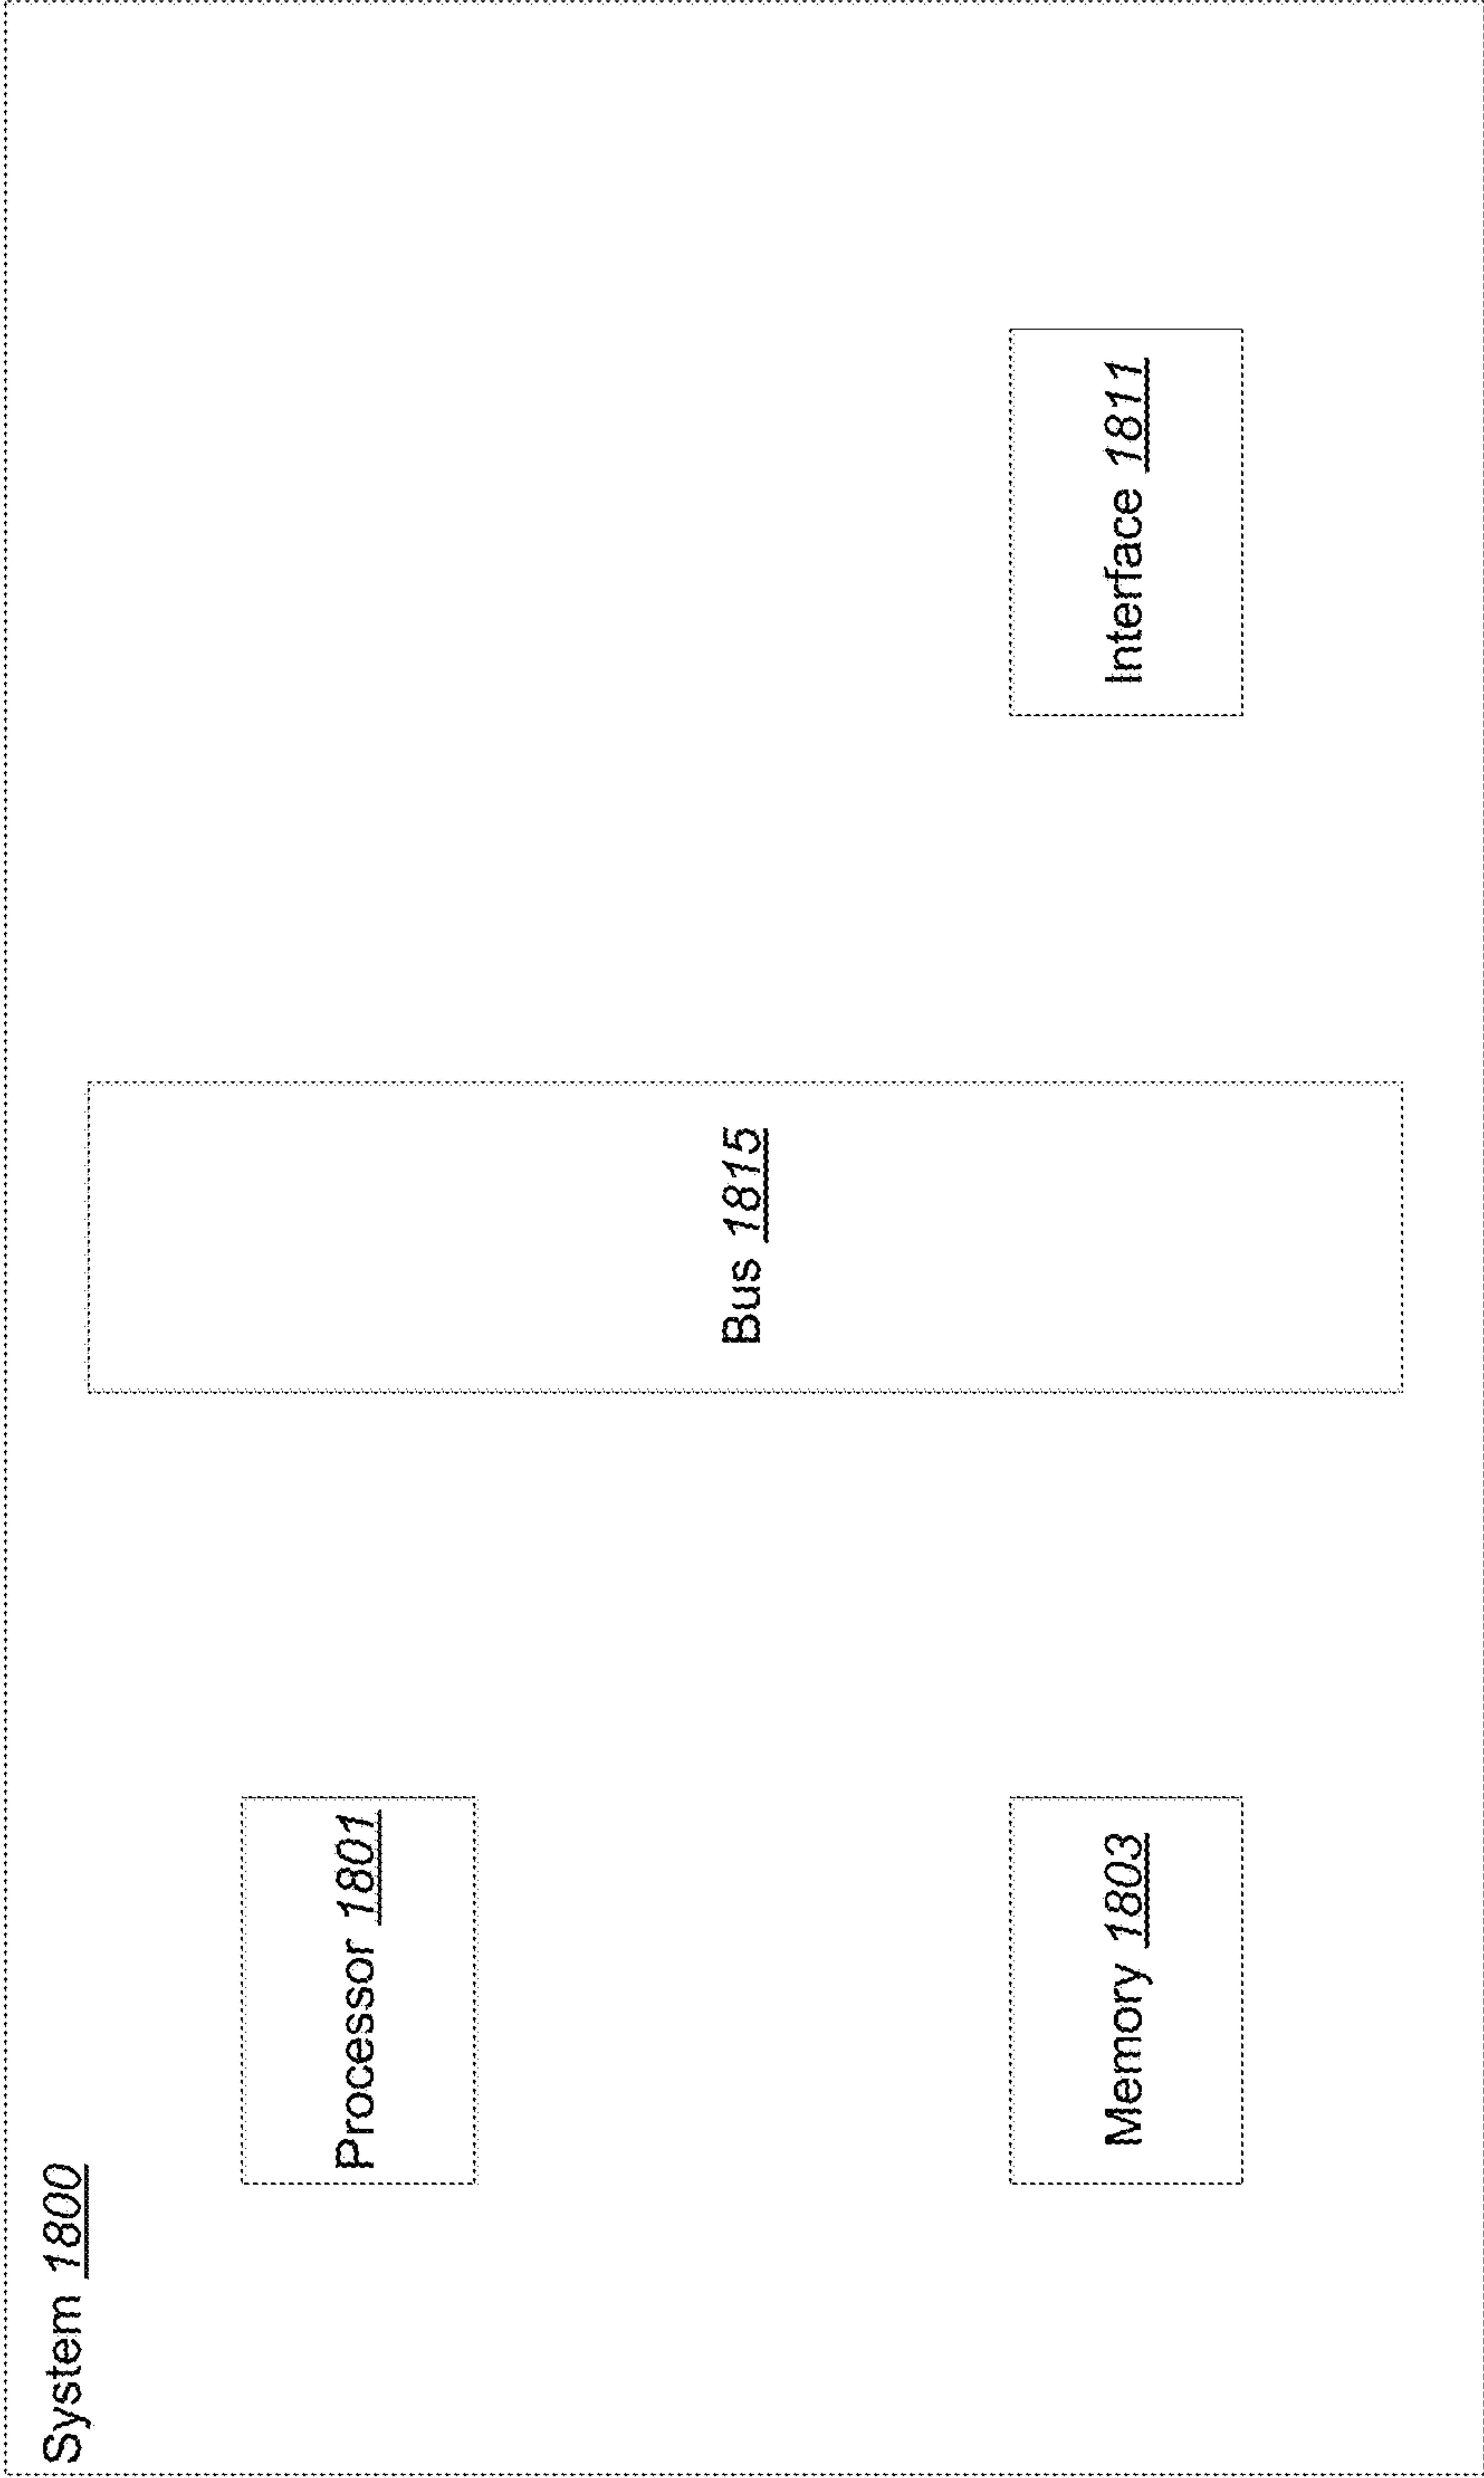 System 1800
Processor 1801
Bus 1815
Memory 1803
Interface 1811